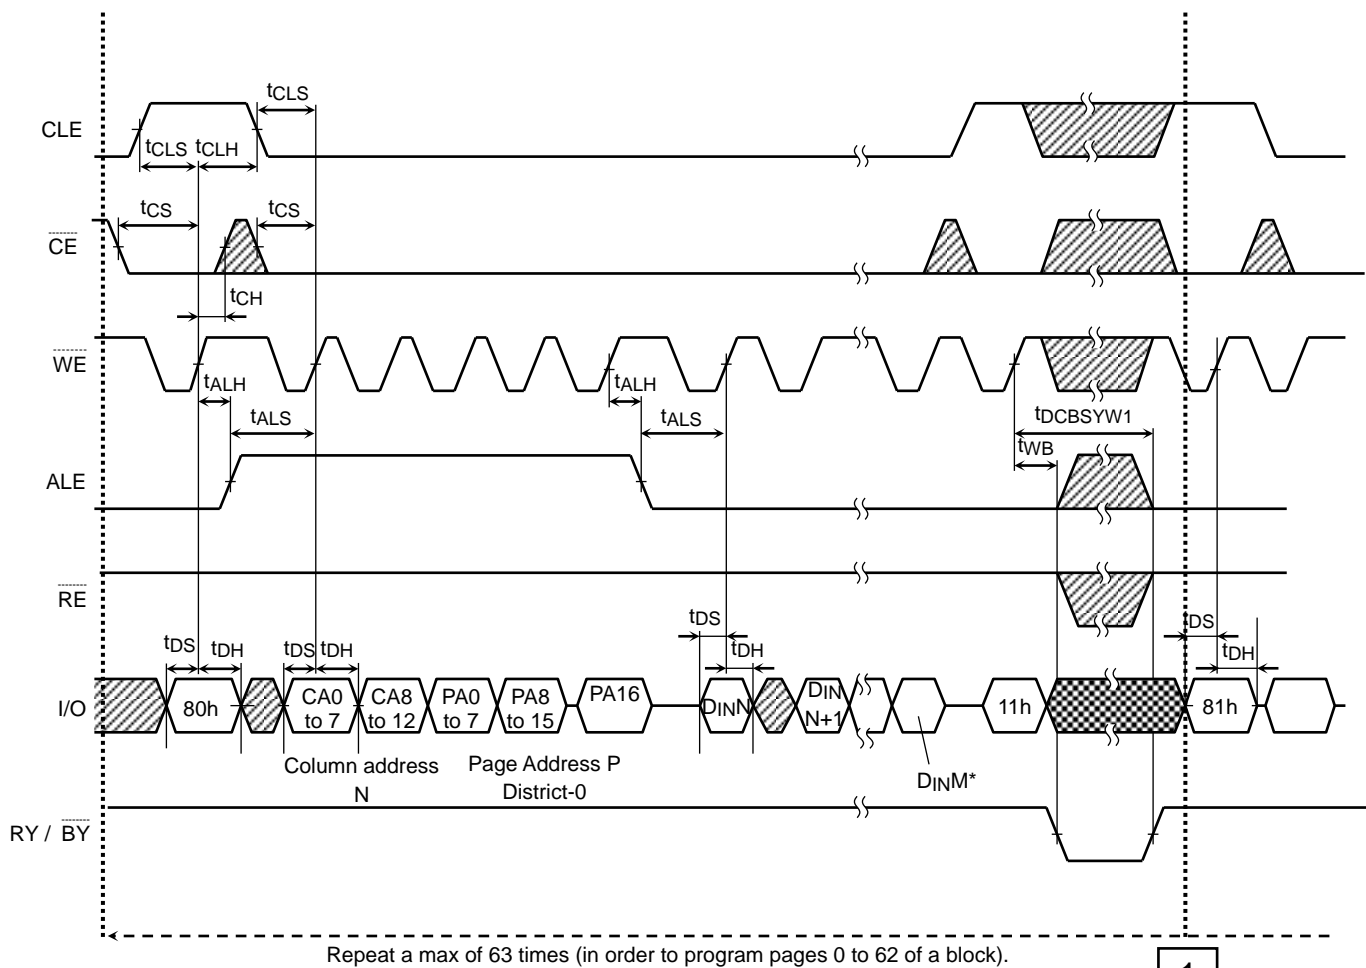 tCLS
CLE
tCLS tCLH
tCS tCS
CE
tCH
WE
tALH tALH
tALS tALS
tDCBSYW1
tWB
ALE
RE
tDS tDH tDS tDH tDS tDH DS tDH
I/O
80h
CA0 to 7
CA8 to 12
PA0 to 7
PA8 to 15
PA16
DINN
DIN N+1
11h
81h
Column address
N
Page Address P
District-0
DINM*
RY / BY
Repeat a max of 63 times (in order to program pages 0 to 62 of a block).